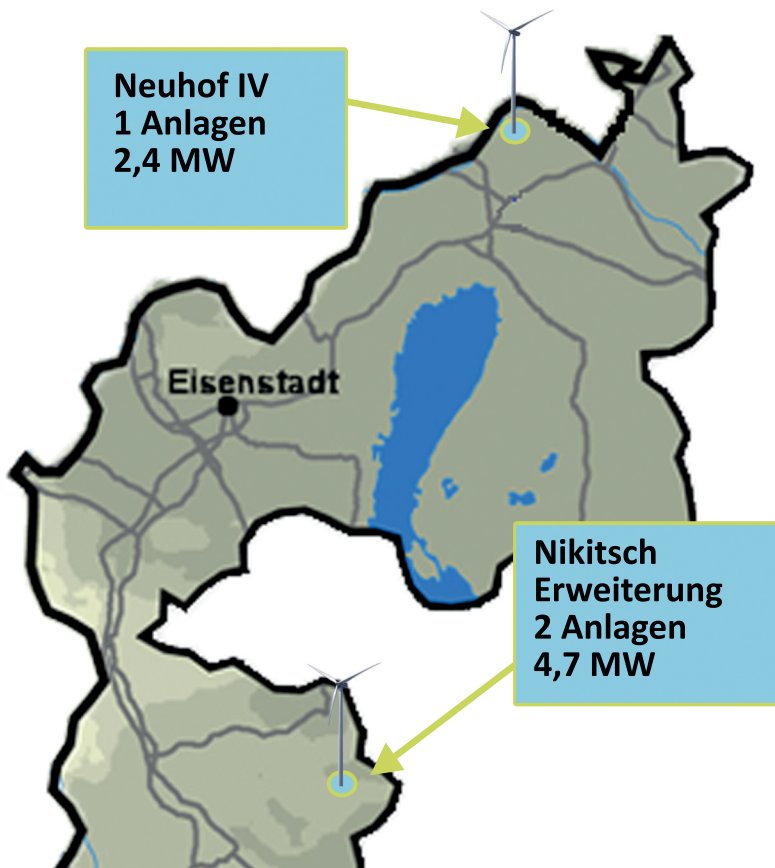 Neuhof IV
1 Anlagen
2,4 MW
Eisenstadt
Nikitsch
Erweiterung
2 Anlagen
4,7 MW